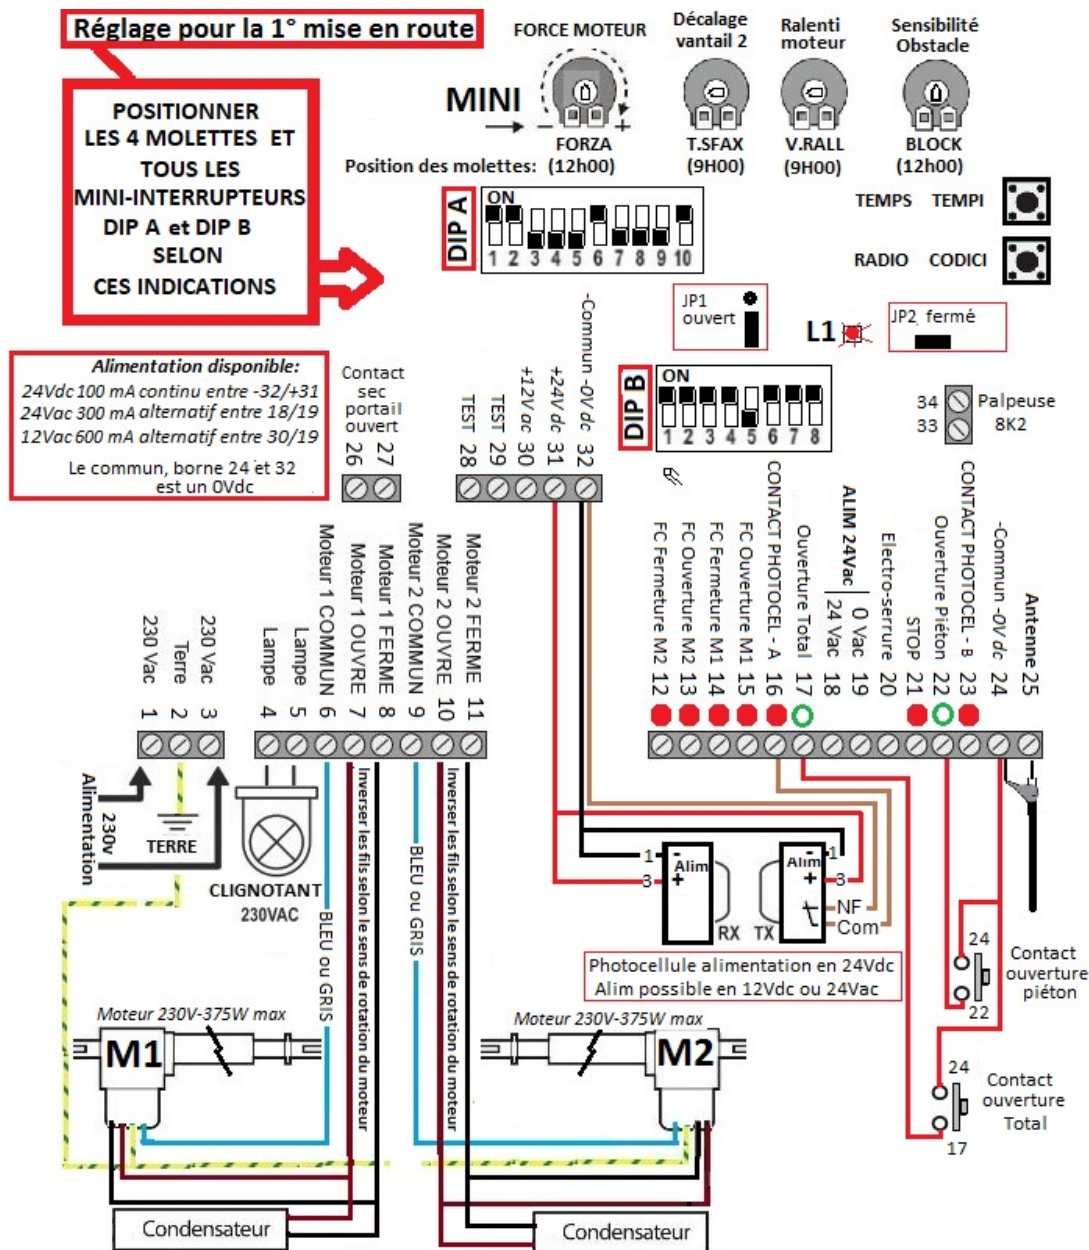 Réglage pour la 1° mise en route
POSITIONNER
LES 4 MOLETTES ET
TOUS LES
MINI-INTERRUPTEURS
DIP A et DIP B
SELON
CES INDICATIONS
FORCE MOTEUR
Décalage
vantail 2
Ralenti
moteur
Sensibilité
Obstacle
MINI
- +
FORZA
T.SFAX
V.RALL
BLOCK
Position des molettes: (12h00)
(9H00)
(9H00)
(12h00)
DIP A
ON
1 2 3 4 5 6 7 8 9 10
TEMPS TEMPI
RADIO CODICI
JP1
ouvert
L1
JP2 fermé
Alimentation disponible:
24Vdc 100 mA continu entre -32/+31
24Vac 300 mA alternatif entre 18/19
12Vac 600 mA alternatif entre 30/19
Le commun, borne 24 et 32
est un 0Vdc
Contact
sec
portail
ouvert
26
27
TEST 28
TEST 29
+12V ac 30
+24V dc 31
-Commun -0V dc 32
DIP B
ON
1 2 3 4 5 6 7 8
34
33
Palpeuse
8K2
230 Vac 1
Terre 2
230 Vac 3
Lampe 4
Lampe 5
Moteur 1 COMMUN 6
Moteur 1 OUVRE 7
Moteur 1 FERME 8
Moteur 2 COMMUN 9
Moteur 2 OUVRE 10
Moteur 2 FERME 11
FC Fermeture M2 12
FC Ouverture M2 13
FC Fermeture M1 14
FC Ouverture M1 15
CONTACT PHOTOCEL - A 16
Ouverture Total 17
ALIM 24Vac
24 Vac 18
0 Vac 19
Electro-serrure 20
STOP 21
Ouverture Piéton 22
CONTACT PHOTOCEL - B 23
-Commun -0V dc 24
Antenne 25
Alimentation
230v
TERRE
CLIGNOTANT
230VAC
BLEU ou GRIS
Inverser les fils selon le sens de rotation du moteur
BLEU ou GRIS
Inverser les fils selon le sens de rotation du moteur
1
3
-
Alim
+
RX
TX
Alim
-
+
1
3
NF
Com
Photocellule alimentation en 24Vdc
Alim possible en 12Vdc ou 24Vac
24
22
Contact
ouverture
piéton
24
17
Contact
ouverture
Total
Moteur 230V-375W max
M1
Moteur 230V-375W max
M2
Condensateur
Condensateur